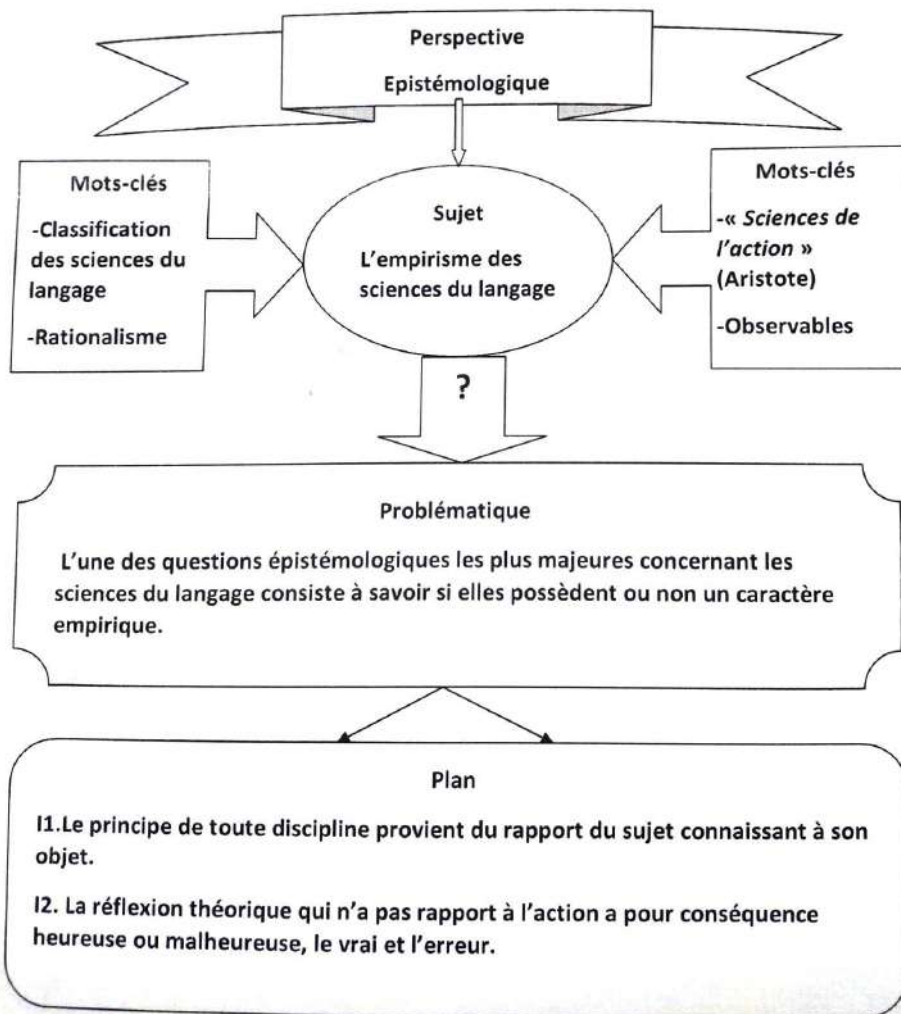 Perspective
Epistémologique
Mots-clés
-Classification
des sciences du
langage
-Rationalisme
Sujet
L'empirisme des
sciences du langage
Mots-clés
-« Sciences de
l'action »
(Aristote)
-Observables
?
Problématique
L'une des questions épistémologiques les plus majeures concernant les
sciences du langage consiste à savoir si elles possèdent ou non un caractère
empirique.
Plan
I1.Le principe de toute discipline provient du rapport du sujet connaissant à son
objet.
I2. La réflexion théorique qui n'a pas rapport à l'action a pour conséquence
heureuse ou malheureuse, le vrai et l'erreur.